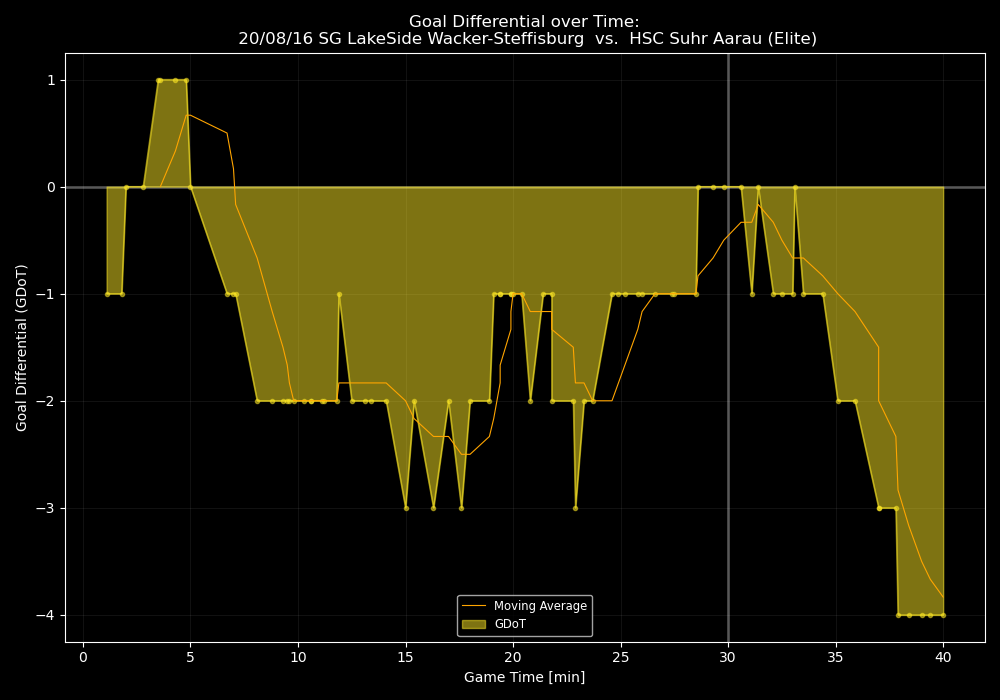 Goal Differential over Time:
20/08/16 SG LakeSide Wacker-Steffisburg  vs.  HSC Suhr Aarau (Elite)
1
0
−1
−2
−3
−4
Goal Differential (GDoT)
Moving Average
GDoT
0 5 10 15 20 25 30 35 40
Game Time [min]